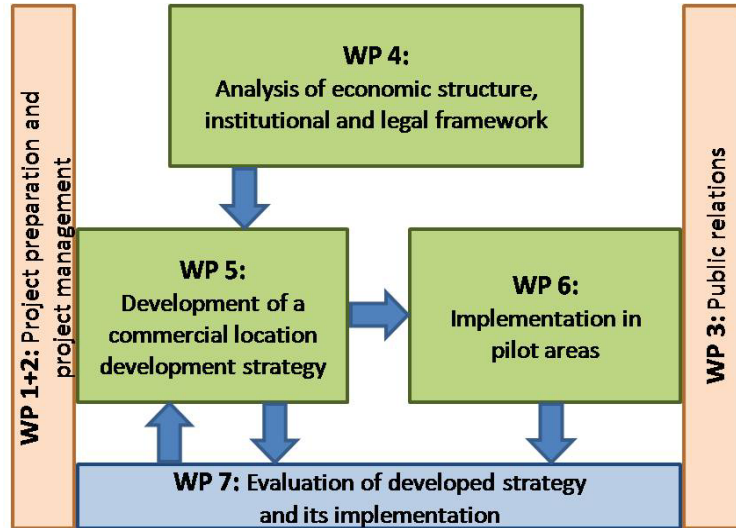 WP 1+2: Project preparation and
project management
WP 4:
Analysis of economic structure,
institutional and legal framework
WP 5:
Development of a
commercial location
development strategy
WP 6:
Implementation in
pilot areas
WP 7: Evaluation of developed strategy
and its implementation
WP 3: Public relations